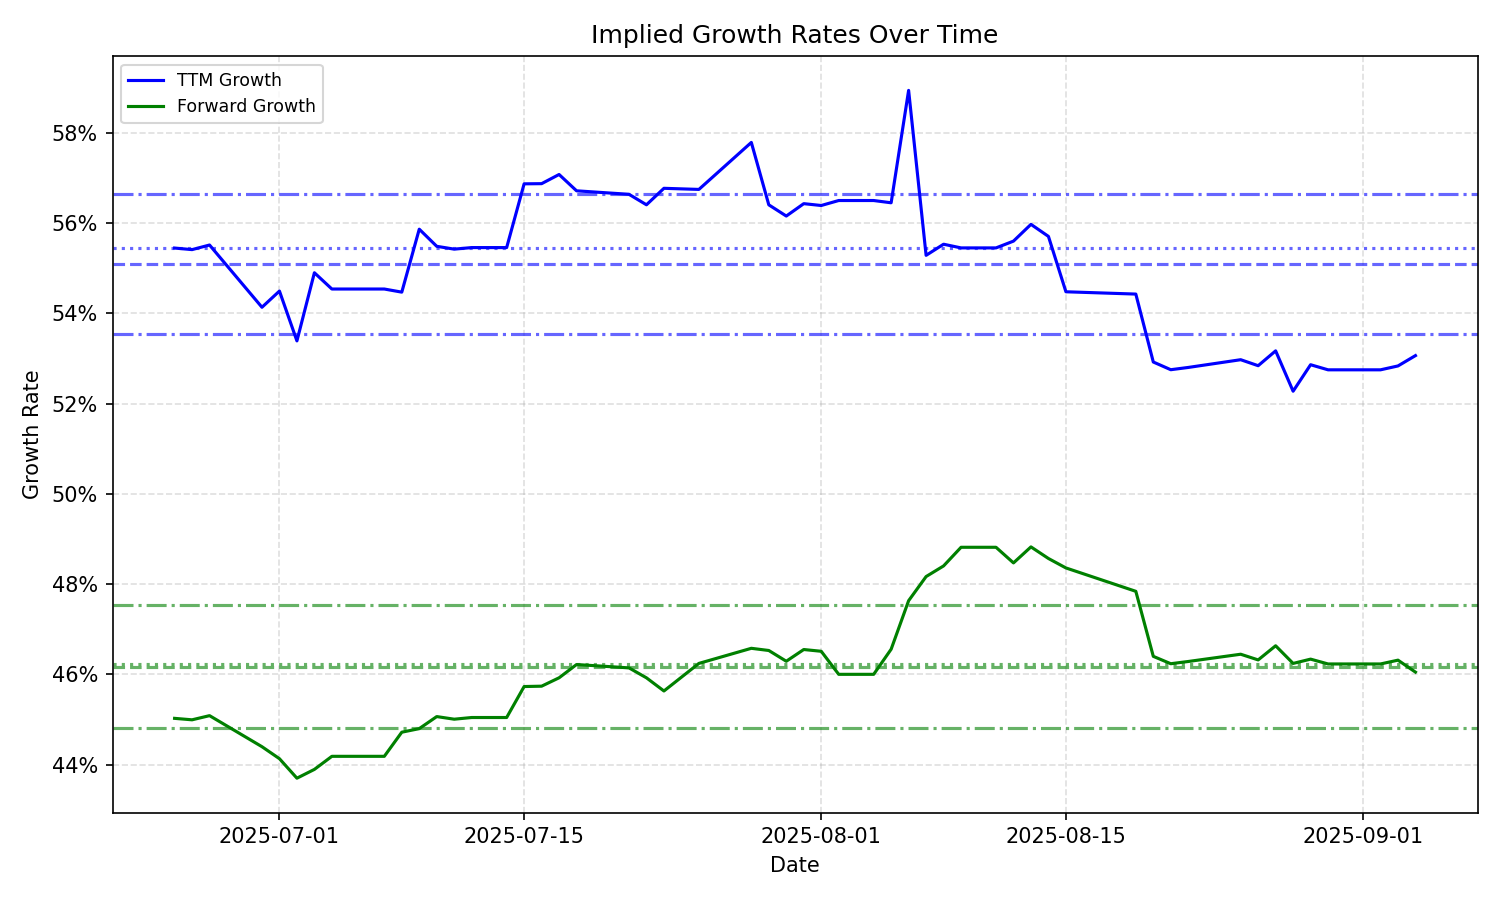 Implied Growth Rates Over Time
TTM Growth
Forward Growth
58%
56%
54%
52%
50%
48%
46%
44%
Growth Rate
2025-07-01
2025-07-15
2025-08-01
2025-08-15
2025-09-01
Date